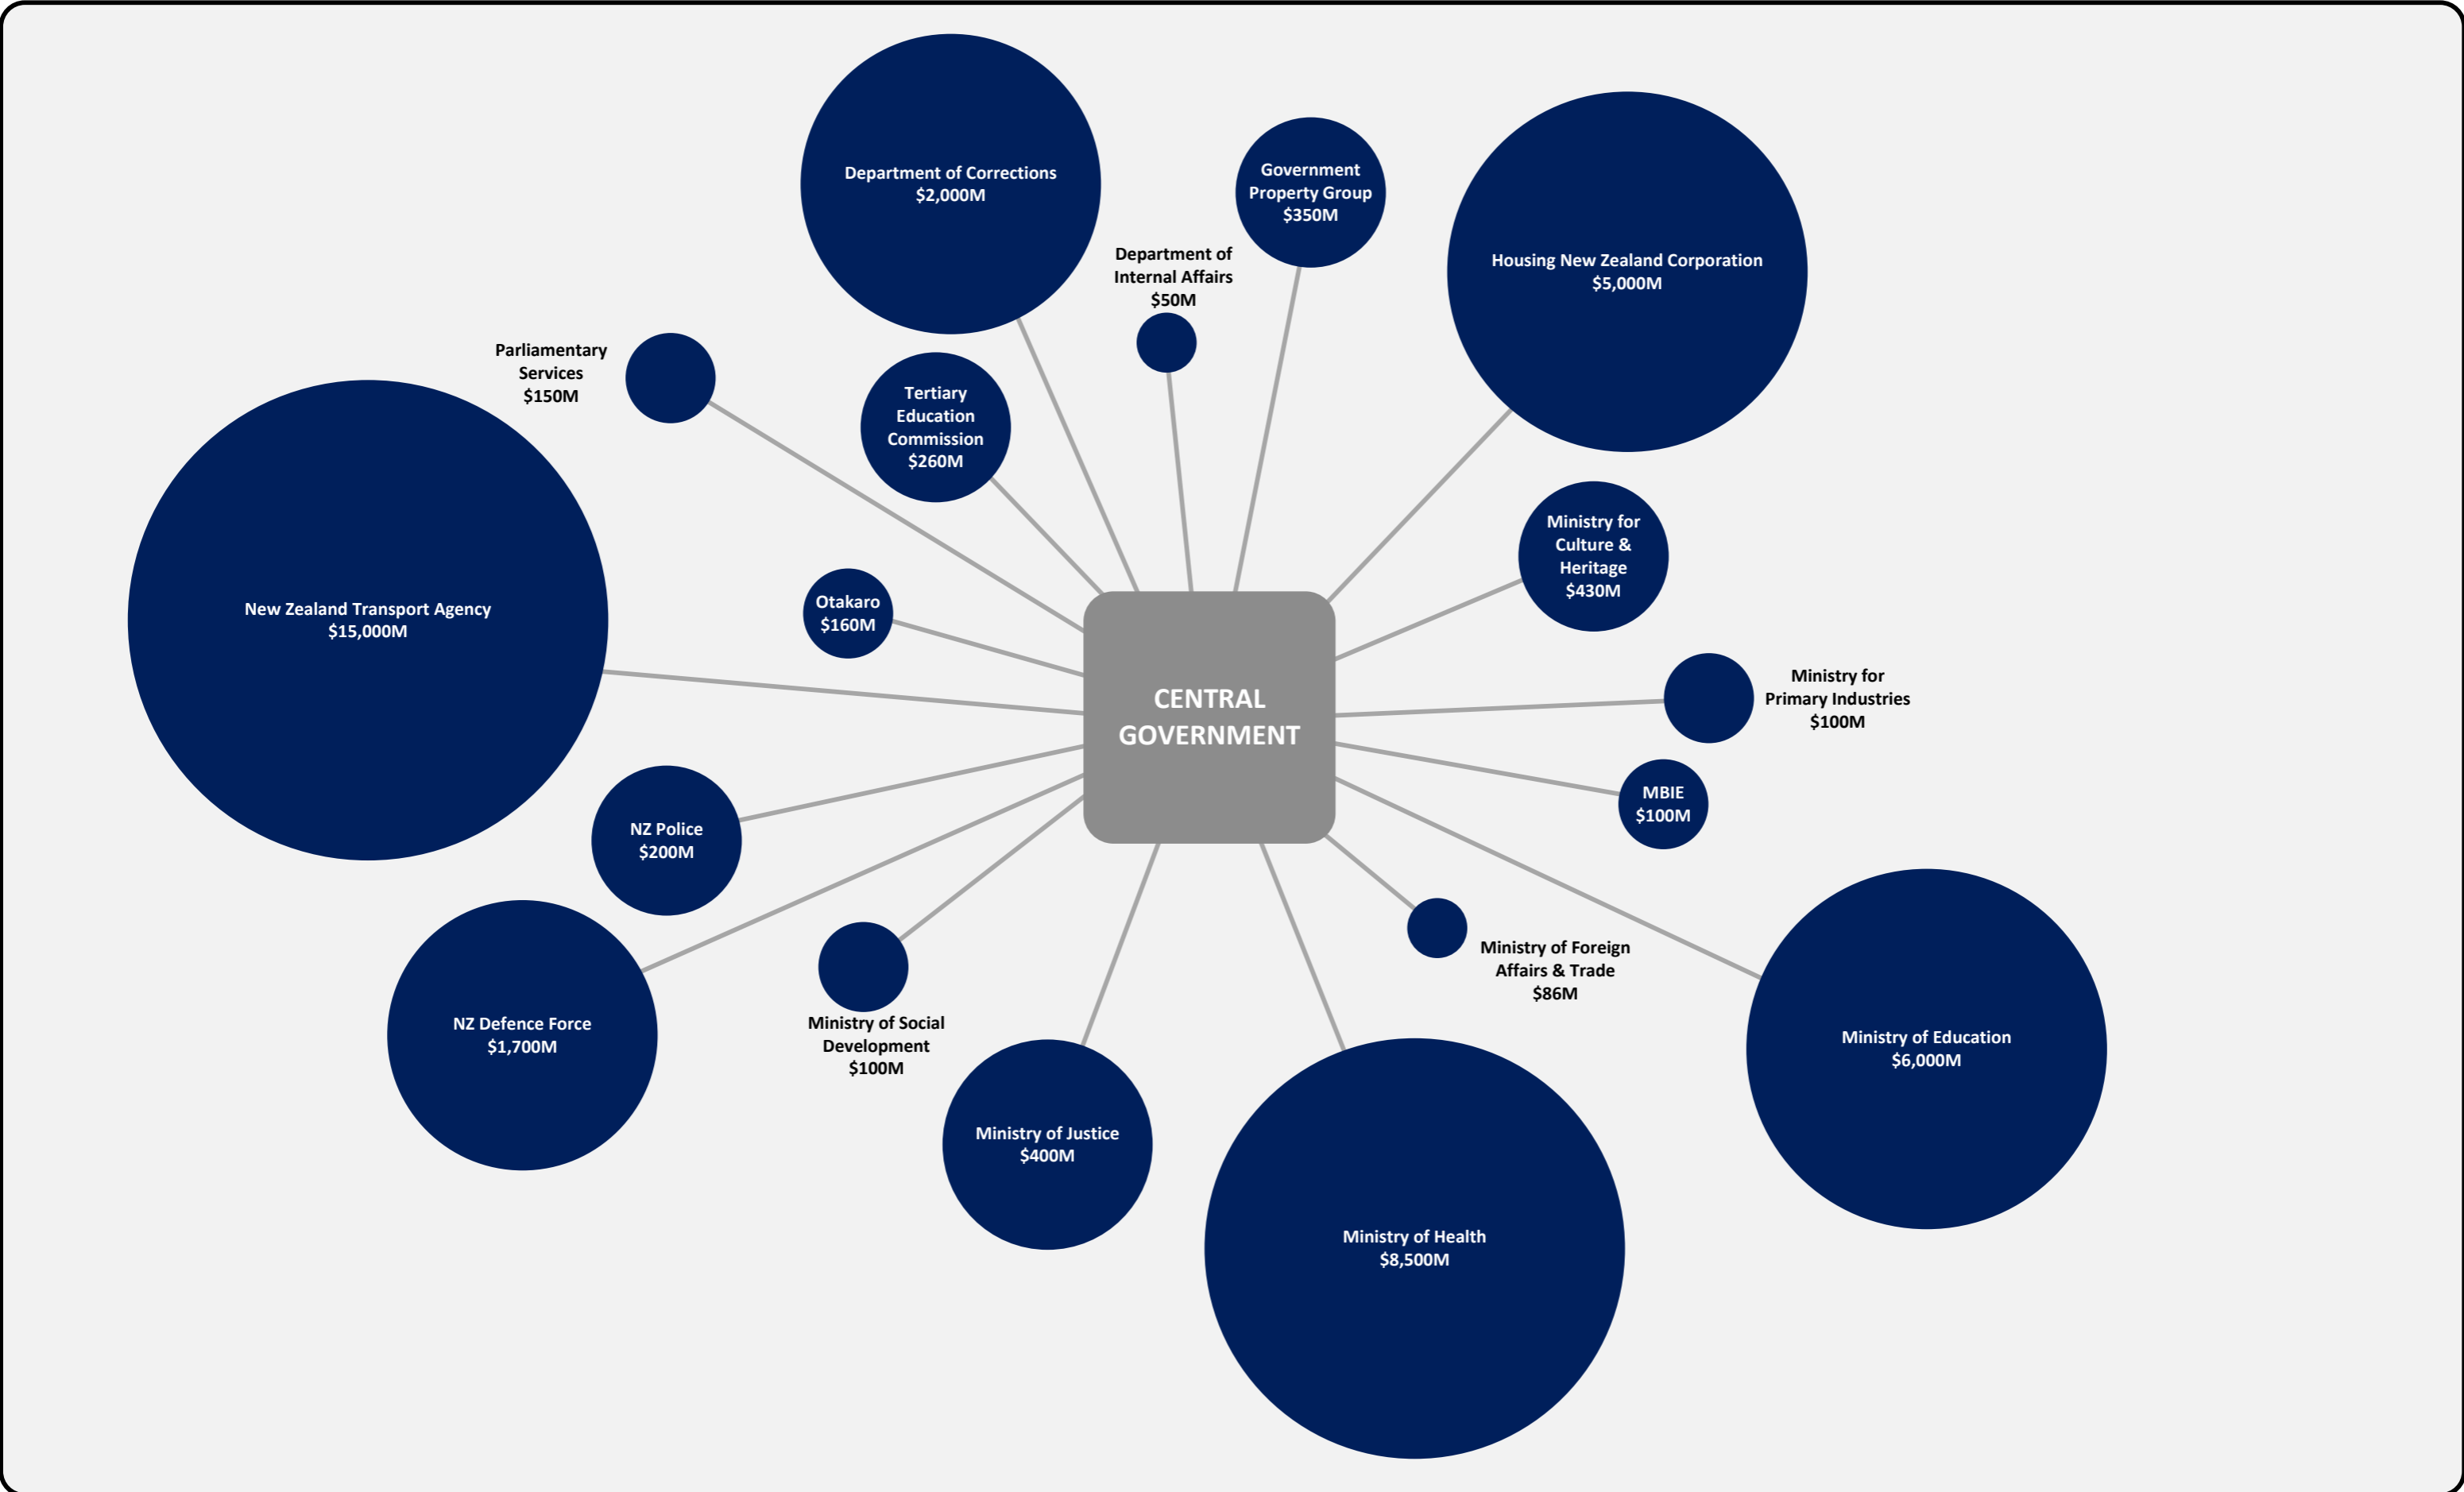 Department of Corrections
$2,000M
Government
Property Group
$350M
Housing New Zealand Corporation
$5,000M
Department of
Internal Affairs
$50M
Parliamentary
Services
$150M
Tertiary
Education
Commission
$260M
Ministry for
Culture &
Heritage
$430M
New Zealand Transport Agency
$15,000M
Otakaro
$160M
CENTRAL
GOVERNMENT
Ministry for
Primary Industries
$100M
MBIE
$100M
NZ Police
$200M
Ministry of Foreign
Affairs & Trade
$86M
NZ Defence Force
$1,700M
Ministry of Social
Development
$100M
Ministry of Education
$6,000M
Ministry of Justice
$400M
Ministry of Health
$8,500M